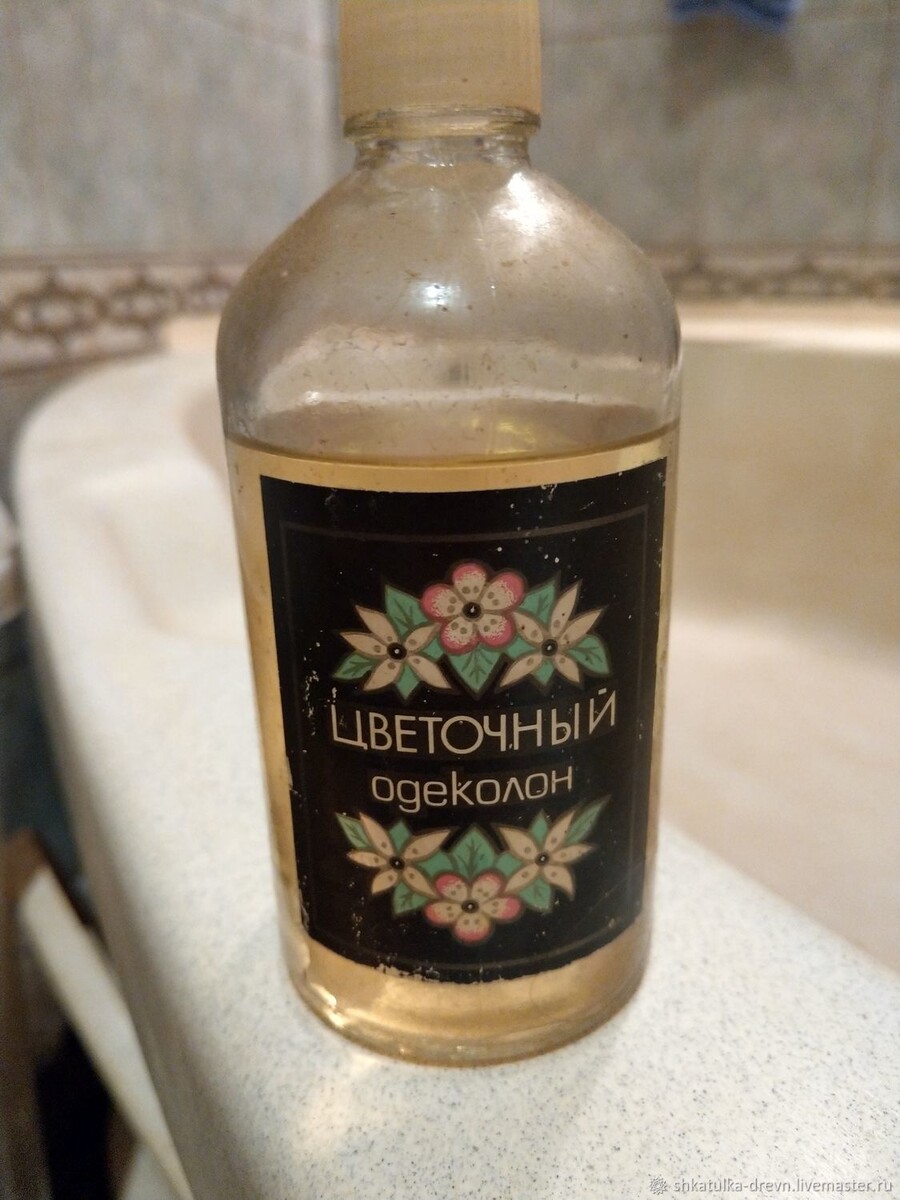 ЦВЕТОЧНЫЙ
одеколон
shkatulka-drevn.livemaster.ru